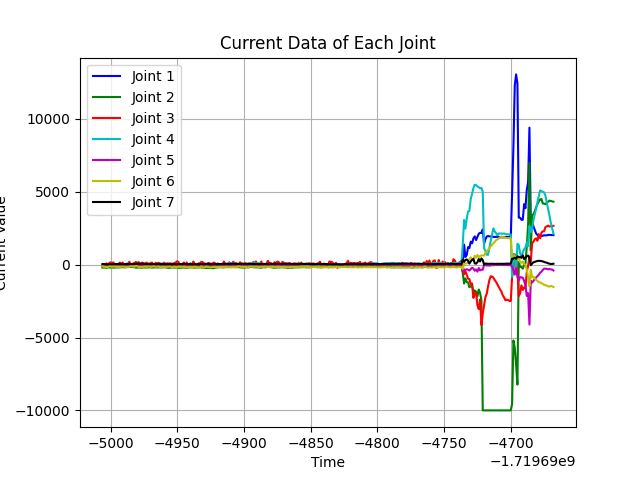 Current Data of Each Joint
Joint 1
Joint 2
Joint 3
Joint 4
Joint 5
Joint 6
Joint 7
10000
5000
0
−5000
−10000
Current Value
−5000 −4950 −4900 −4850 −4800 −4750 −4700
Time
−1.71969e9